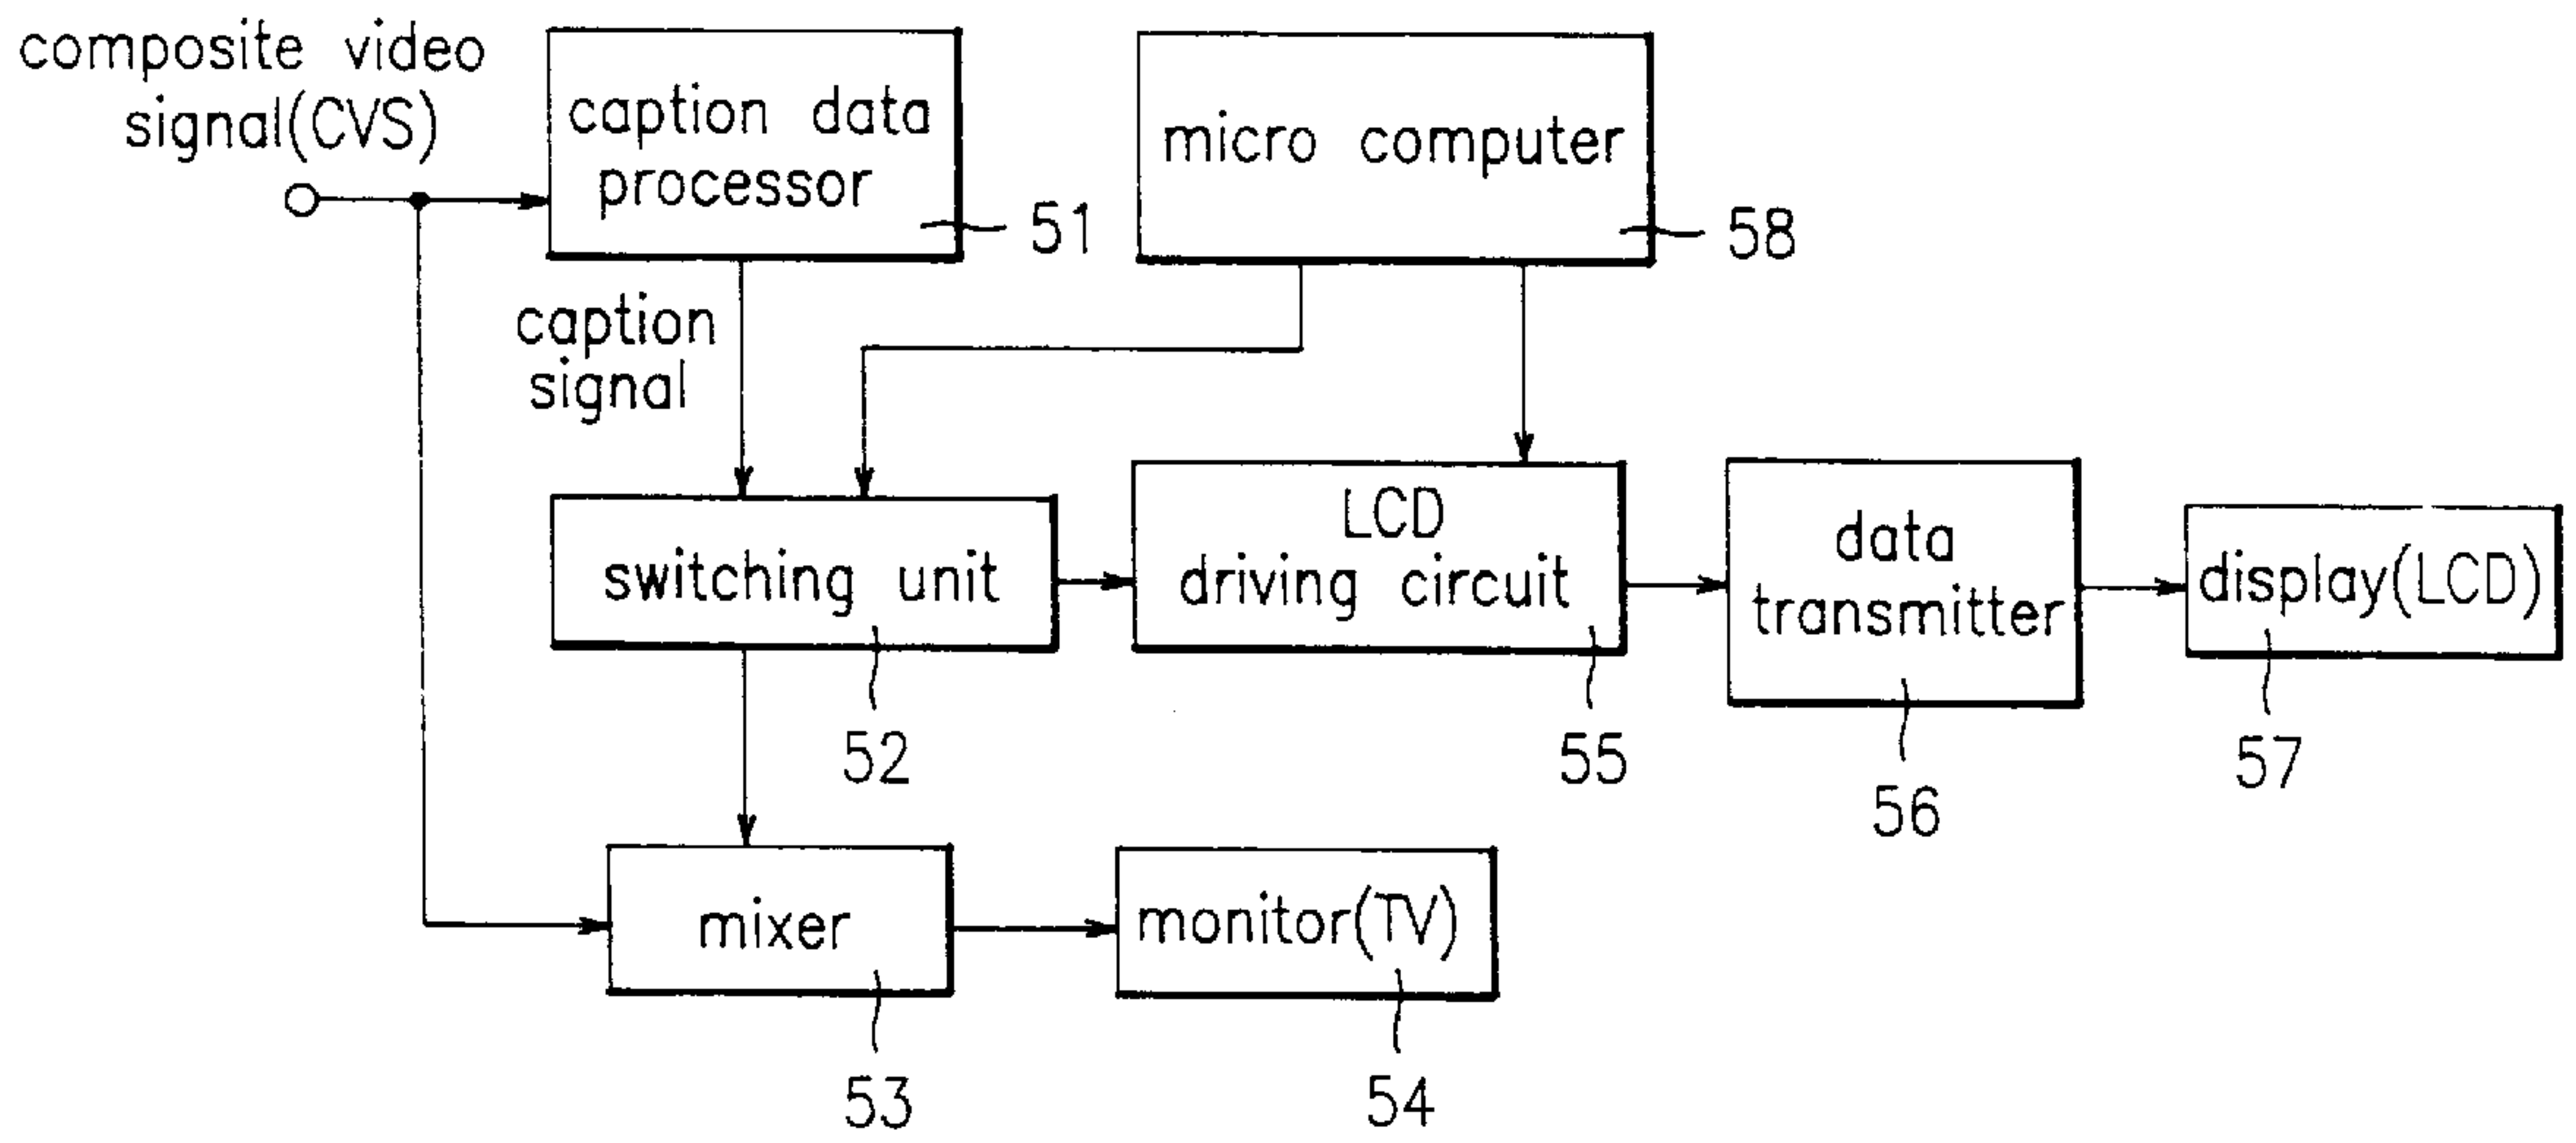 composite video
signal(CVS)
caption data
processor
51
micro computer
58
caption
signal
switching unit
52
LCD
driving circuit
55
data
transmitter
56
display(LCD)
57
mixer
53
monitor(TV)
54